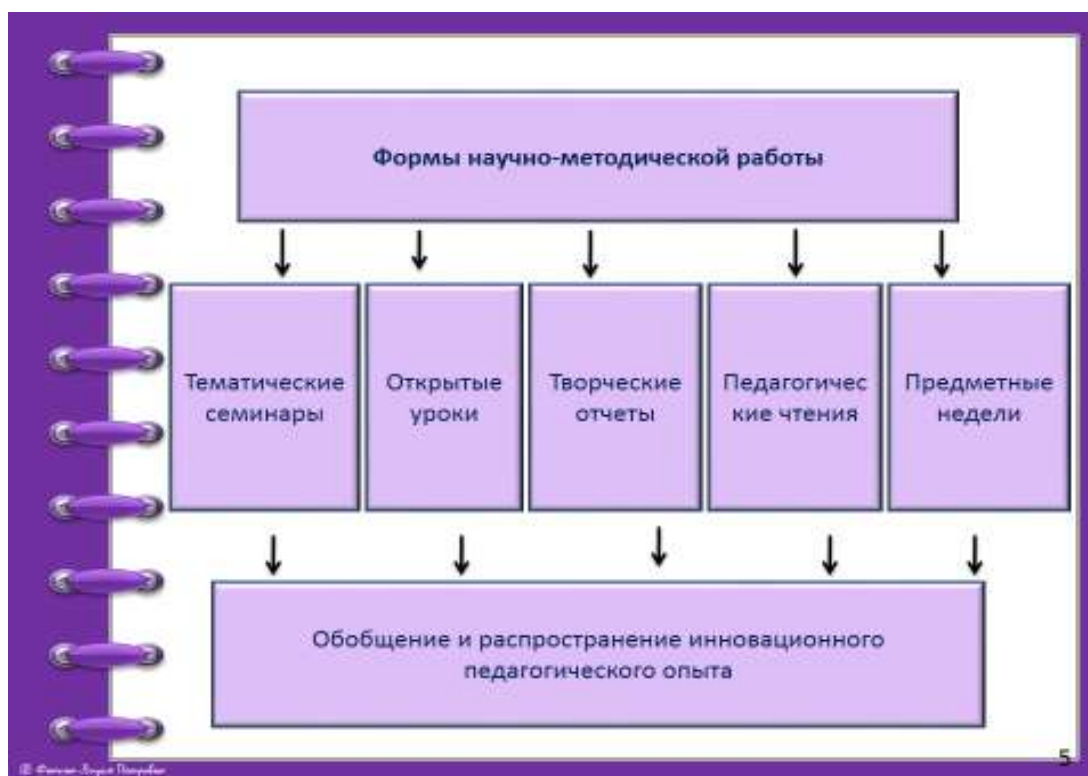 Формы научно-методической работы
Тематические
семинары
Открытые
уроки
Творческие
отчеты
Педагогичес
кие чтения
Предметные
недели
Обобщение и распространение инновационного
педагогического опыта
5